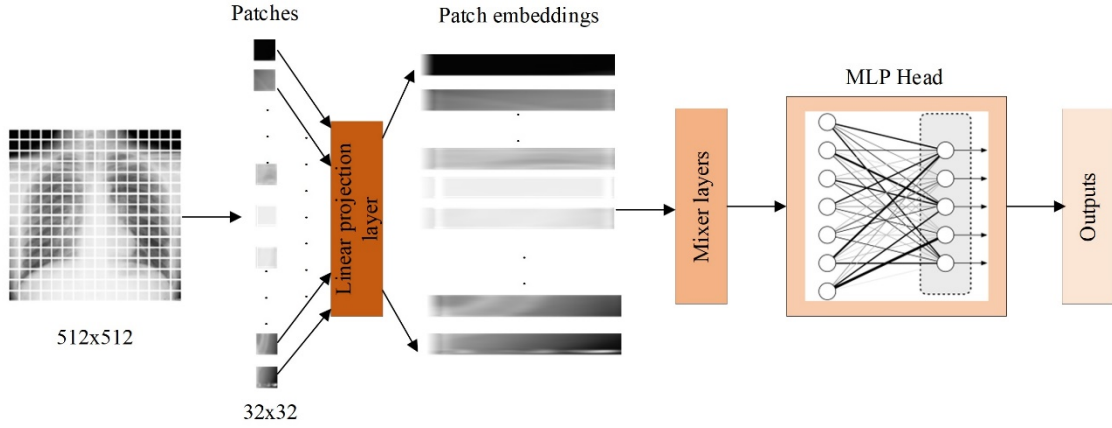 Patches
Patch embeddings
MLP Head
512x512
32x32
Linear projection
layer
Mixer layers
Outputs